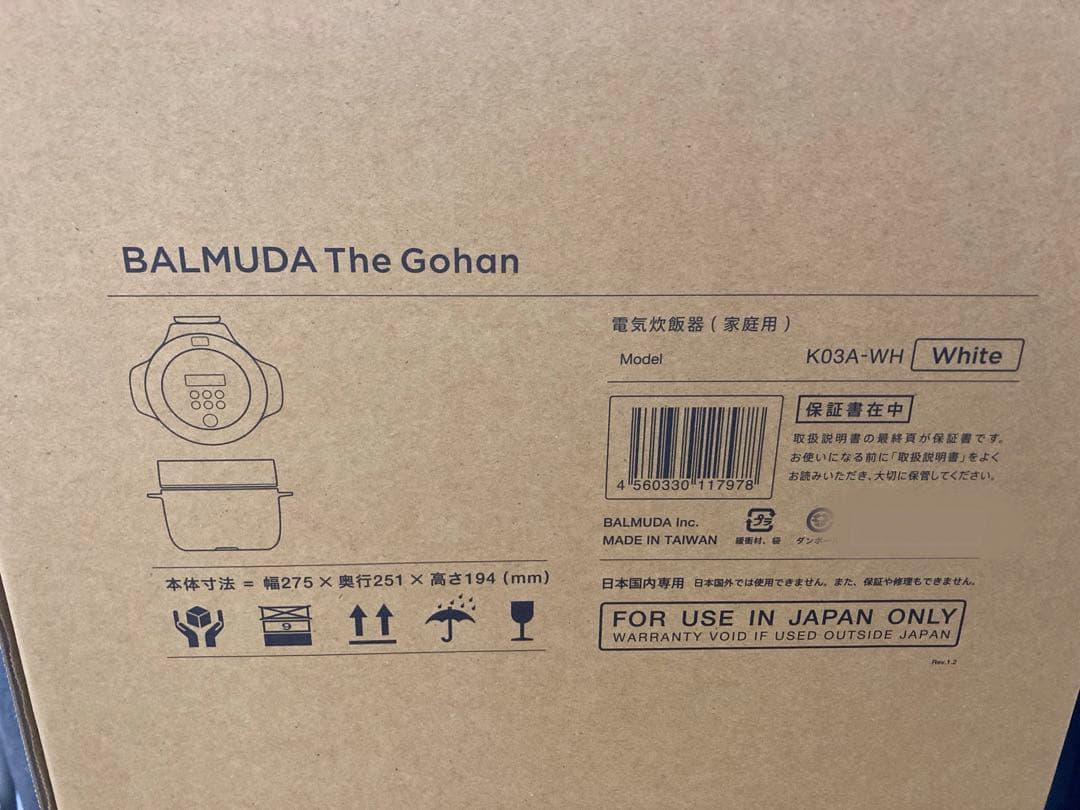 BALMUDA The Gohan
電気炊飯器(家庭用)
Model K03A-WH White
保証書在中
取扱説明書の最終頁が保証書です。
お使いになる前に「取扱説明書」をよく
お読みいただき、大切に保管してください。
4 560330 117978
BALMUDA Inc.
MADE IN TAIWAN
プラ
緩衝材、袋
ダンボー
本体寸法 = 幅275 × 奥行251 × 高さ194 (mm)
9
日本国内専用 日本国外では使用できません。また、保証や修理もできません。
FOR USE IN JAPAN ONLY
WARRANTY VOID IF USED OUTSIDE JAPAN
Rev.1.2